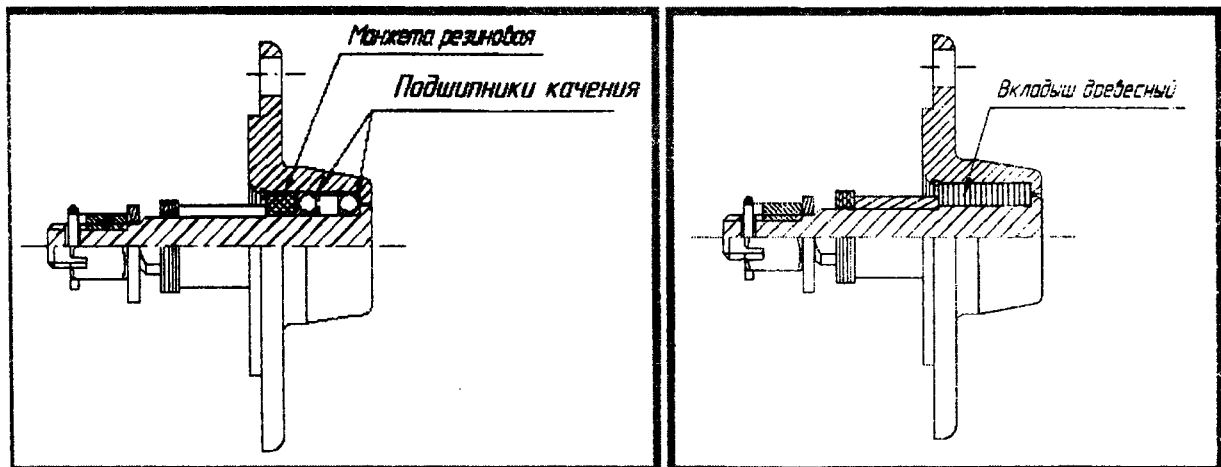 Манжета резиновая
Подшипники качения
Вкладыш древесный